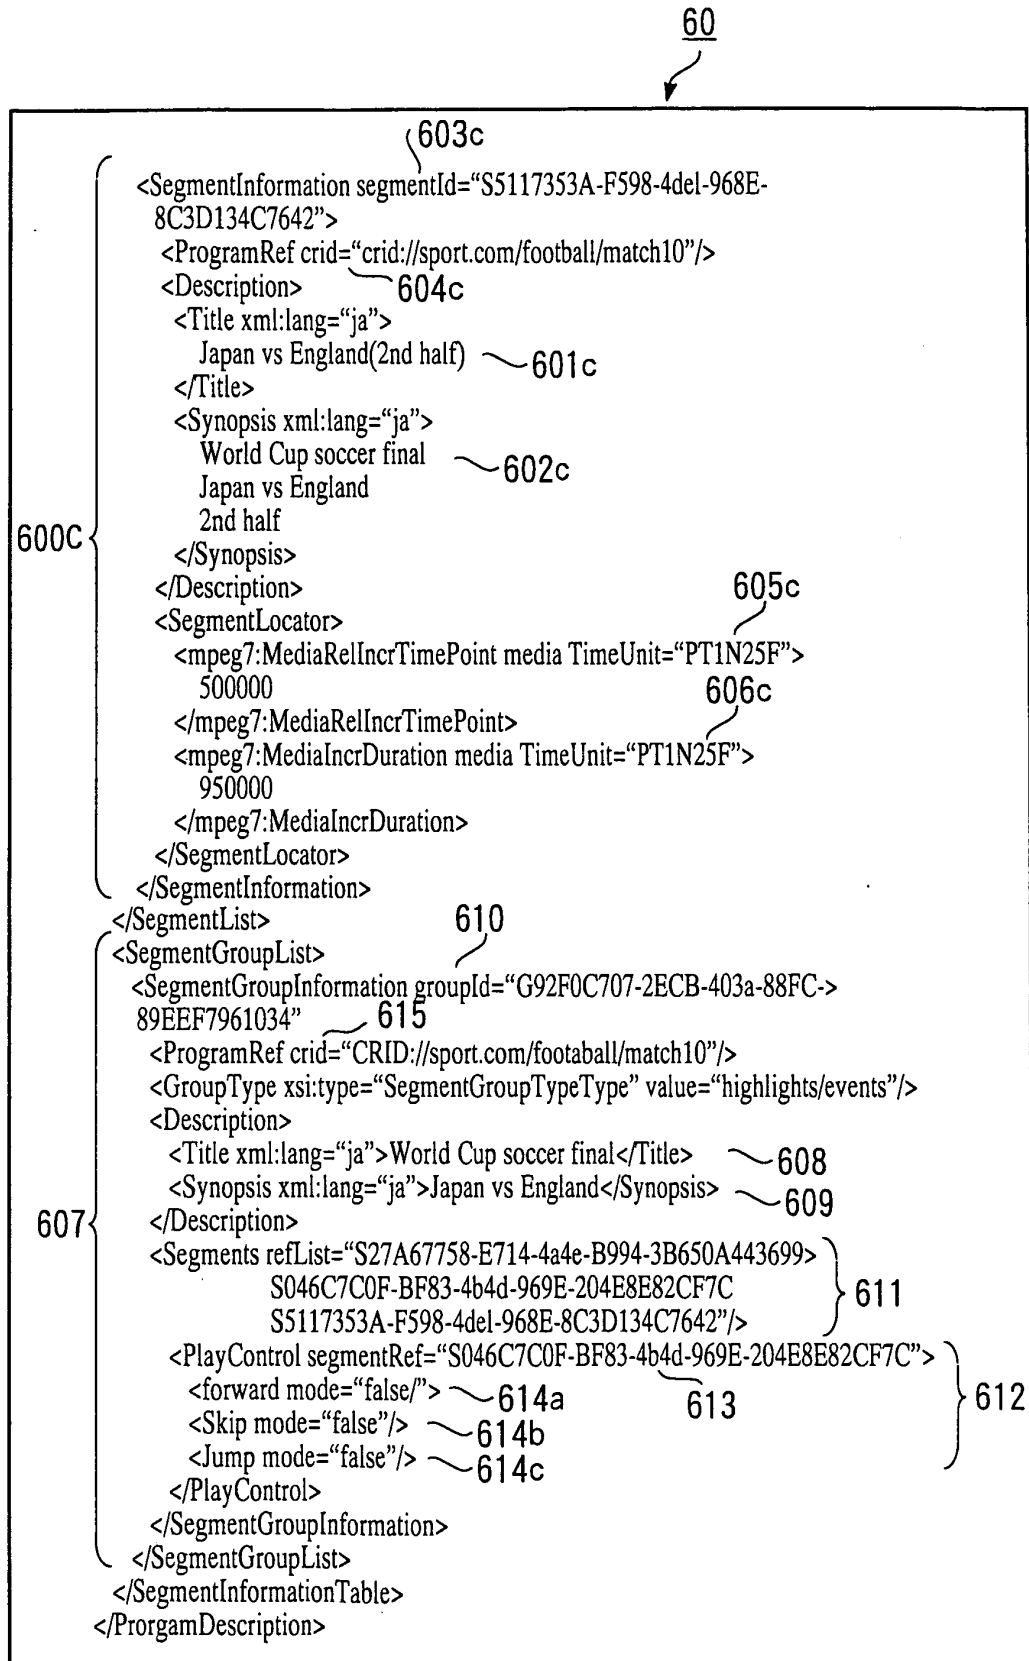 60
603c
<SegmentInformation segmentId=“S5117353A-F598-4del-968E-
8C3D134C7642”>
<ProgramRef crid=“crid://sport.com/football/match10”/>
<Description> 604c
<Title xml:lang=“ja”>
Japan vs England(2nd half) 601c
</Title>
<Synopsis xml:lang=“ja”>
World Cup soccer final 602c
Japan vs England
2nd half
600C
</Synopsis>
</Description> 605c
<SegmentLocator>
<mpeg7:MediaRelIncrTimePoint media TimeUnit=“PT1N25F”>
500000 606c
</mpeg7:MediaRelIncrTimePoint>
<mpeg7:MediaIncrDuration media TimeUnit=“PT1N25F”>
950000
</mpeg7:MediaIncrDuration>
</SegmentLocator>
</SegmentInformation>
</SegmentList> 610
<SegmentGroupList>
<SegmentGroupInformation groupId=“G92F0C707-2ECB-403a-88FC->
89EEF7961034” 615
<ProgramRef crid=“CRID://sport.com/footaball/match10”/>
<GroupType xsi:type=“SegmentGroupTypeType” value=“highlights/events”/>
<Description>
<Title xml:lang=“ja”>World Cup soccer final</Title> 608
<Synopsis xml:lang=“ja”>Japan vs England</Synopsis> 609
607 </Description>
<Segments refList=“S27A67758-E714-4a4e-B994-3B650A443699>
S046C7C0F-BF83-4b4d-969E-204E8E82CF7C 611
S5117353A-F598-4del-968E-8C3D134C7642”/>
<PlayControl segmentRef=“S046C7C0F-BF83-4b4d-969E-204E8E82CF7C”>
<forward mode=“false/”> 614a 613 612
<Skip mode=“false”/> 614b
<Jump mode=“false”/> 614c
</PlayControl>
</SegmentGroupInformation>
</SegmentGroupList>
</SegmentInformationTable>
</ProrgamDescription>